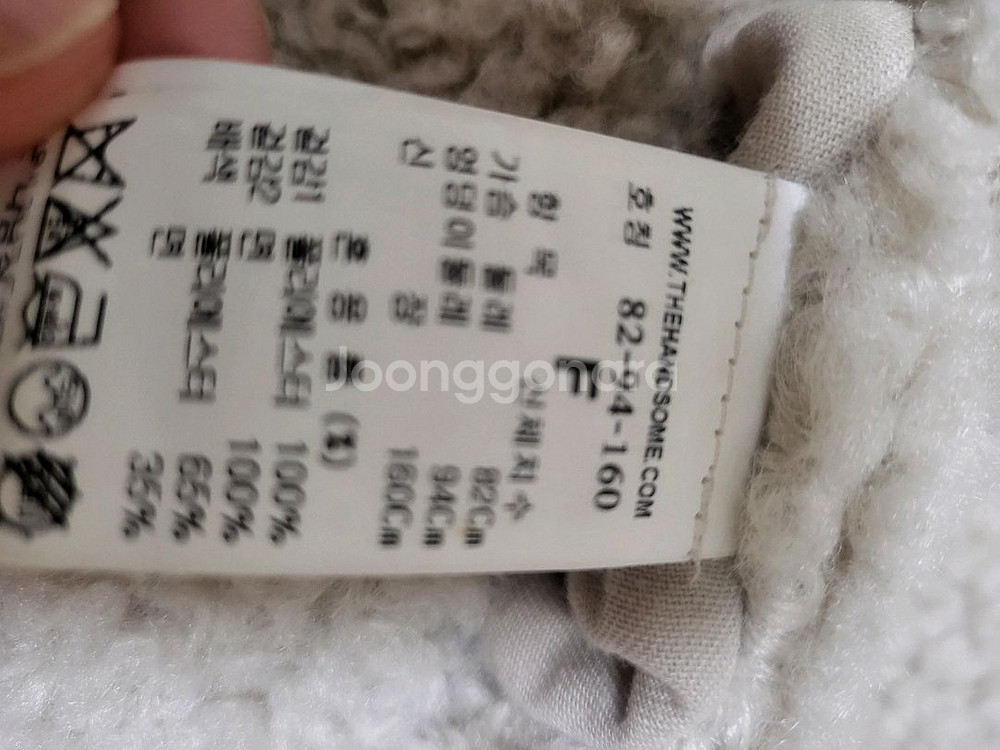 WWW.THEHANDSOME.COM
호칭 82-94-160
F
항 목 신체치수
가슴 둘레 82Cm
엉덩이 둘레 94Cm
신 장 160Cm
혼 용 율 (%)
겉감1 폴리에스터 100%
겉감2 면 100%
배색 폴리에스터 65%
면 35%
Joonggonara